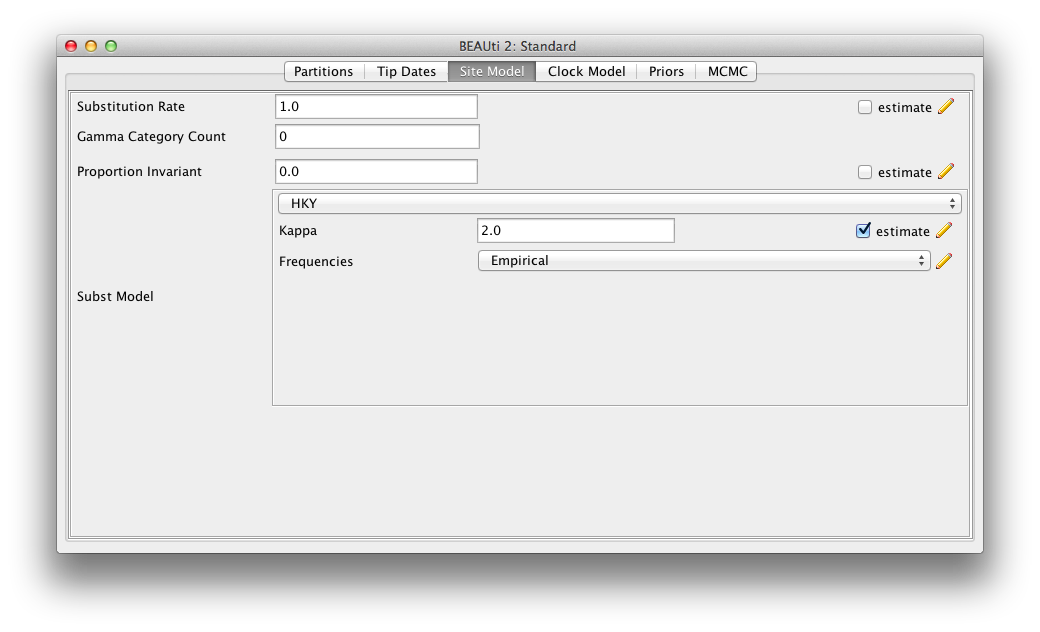 BEAUti 2: Standard
Partitions Tip Dates Site Model Clock Model Priors MCMC
Substitution Rate 1.0 estimate
Gamma Category Count 0
Proportion Invariant 0.0 estimate
HKY
Kappa 2.0 estimate
Frequencies Empirical
Subst Model